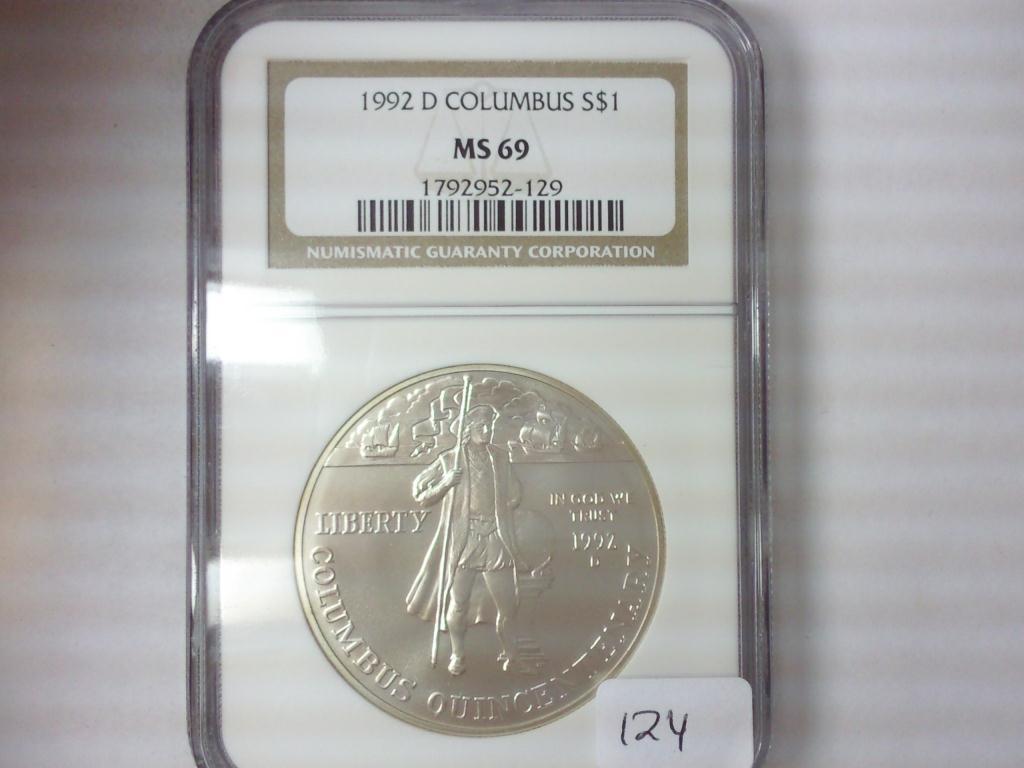 1992 D COLUMBUS S$1
MS 69
1792952-129
NUMISMATIC GUARANTY CORPORATION
LIBERTY
IN GOD WE
TRUST
1992
D
COLUMBUS QUINCENTENARY
124